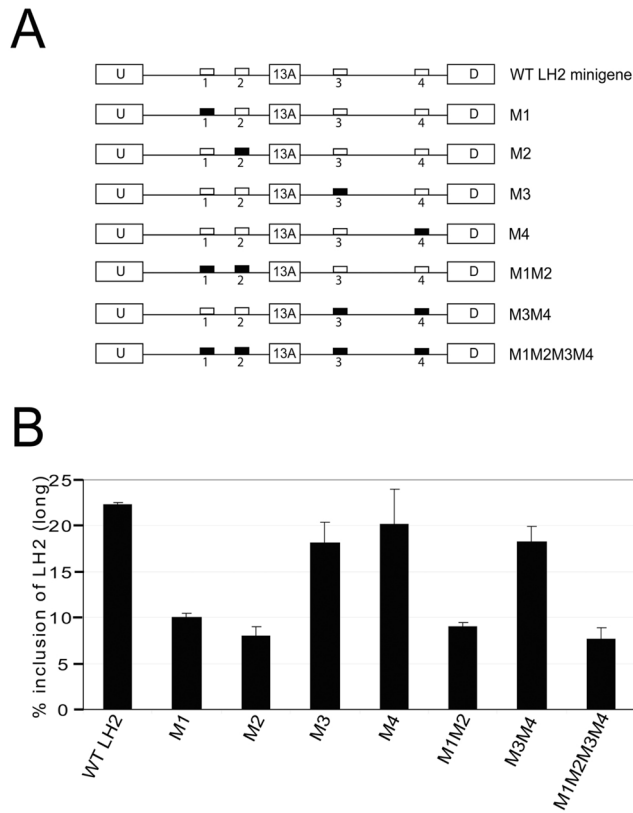 A
U 1 2 13A 3 4 D WT LH2 minigene
U 1 2 13A 3 4 D M1
U 1 2 13A 3 4 D M2
U 1 2 13A 3 4 D M3
U 1 2 13A 3 4 D M4
U 1 2 13A 3 4 D M1M2
U 1 2 13A 3 4 D M3M4
U 1 2 13A 3 4 D M1M2M3M4
B
% inclusion of LH2 (long)
25
20
15
10
5
0
WT LH2 M1 M2 M3 M4 M1M2 M3M4 M1M2M3M4